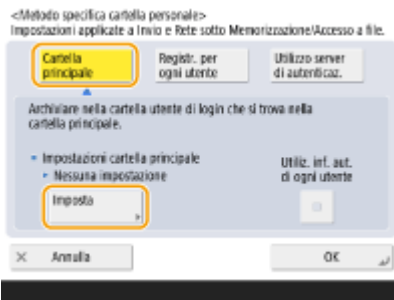 <Metodo specifica cartella personale>
Impostazioni applicate a Invio e Rete sotto Memorizzazione/Accesso a file.
Cartella
principale
Registr. per
ogni utente
Utilizzo server
di autenticaz.
Archiviare nella cartella utente di login che si trova nella
cartella principale.
Impostazioni cartella principale
Nessuna impostazione
Imposta
Utiliz. inf. aut.
di ogni utente
Annulla
OK